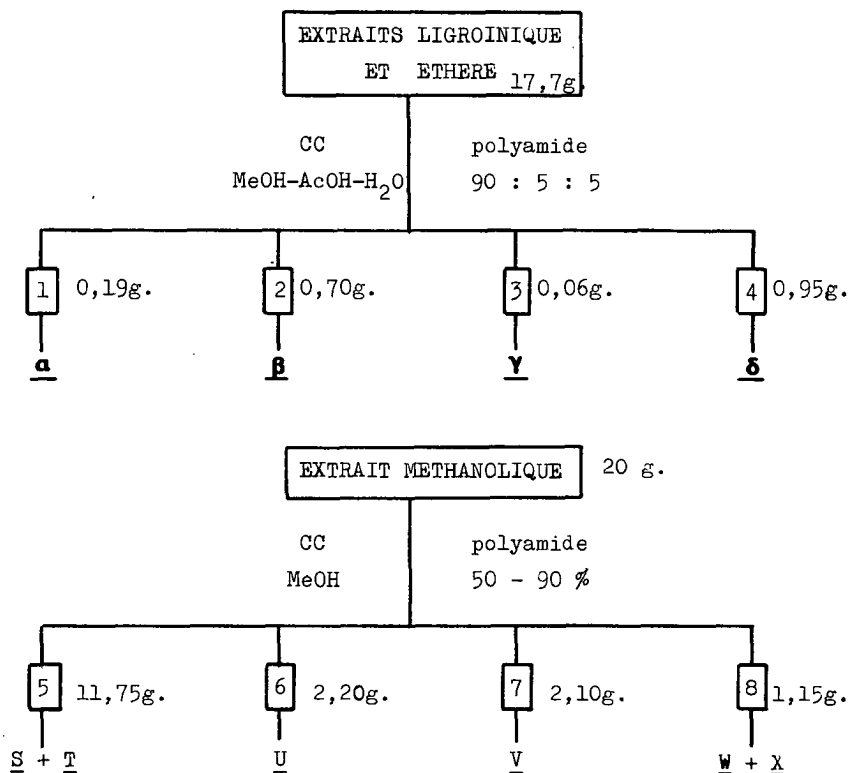 EXTRAITS LIGROINIQUE
ET ETHERE 17,7g.
CC polyamide
MeOH-AcOH-H₂O 90 : 5 : 5
1 0,19g. 2 0,70g. 3 0,06g. 4 0,95g.
α β γ δ
EXTRAIT METHANOLIQUE 20 g.
CC polyamide
MeOH 50 - 90 %
5 11,75g. 6 2,20g. 7 2,10g. 8 1,15g.
S + T U V W + X